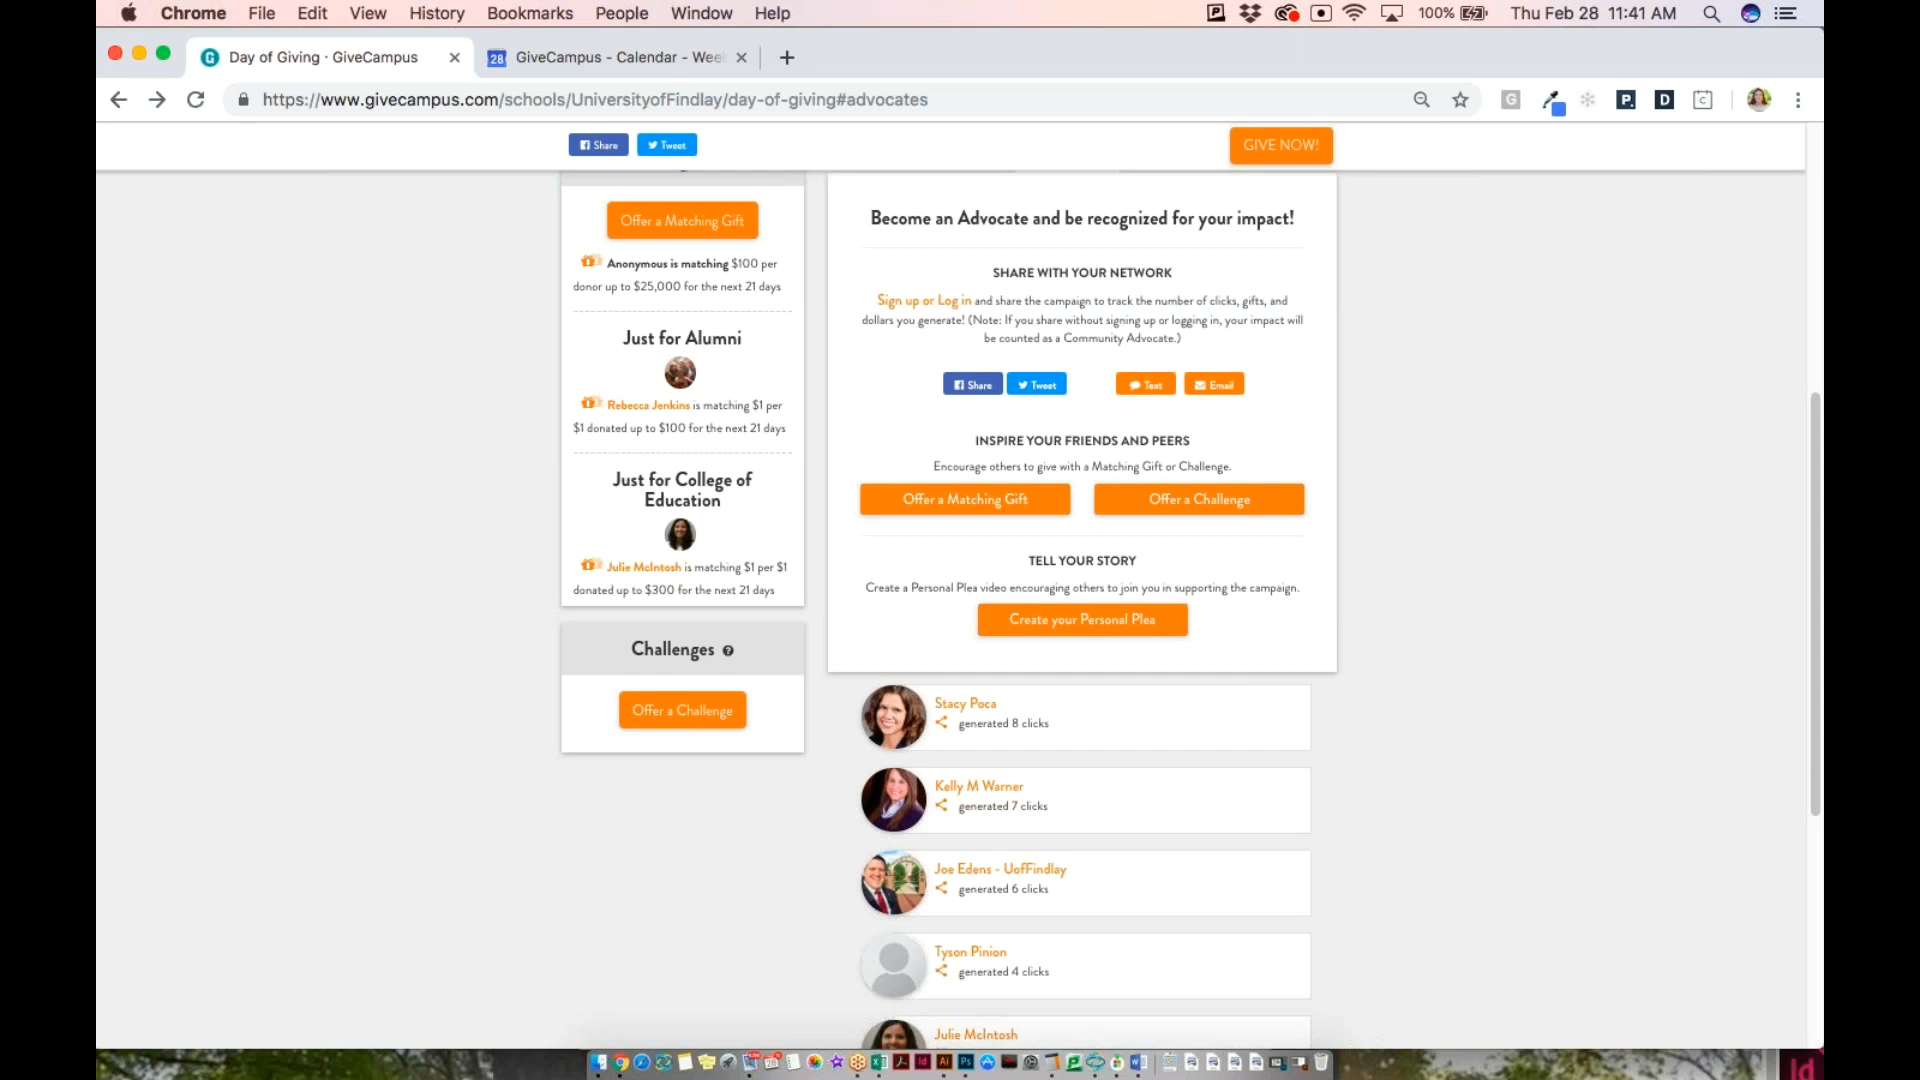 Chrome File Edit View History Bookmarks People Window Help 100% Thu Feb 28 11:41 AM
Day of Giving · GiveCampus
28 GiveCampus - Calendar - Wee
https://www.givecampus.com/schools/UniversityofFindlay/day-of-giving#advocates
Share Tweet GIVE NOW!
Offer a Matching Gift
Anonymous is matching $100 per
donor up to $25,000 for the next 21 days
Just for Alumni
Rebecca Jenkins is matching $1 per
$1 donated up to $100 for the next 21 days
Just for College of
Education
Julie McIntosh is matching $1 per $1
donated up to $300 for the next 21 days
Challenges ?
Offer a Challenge
Become an Advocate and be recognized for your impact!
SHARE WITH YOUR NETWORK
Sign up or Log in and share the campaign to track the number of clicks, gifts, and
dollars you generate! (Note: If you share without signing up or logging in, your impact will
be counted as a Community Advocate.)
Share Tweet Text Email
INSPIRE YOUR FRIENDS AND PEERS
Encourage others to give with a Matching Gift or Challenge.
Offer a Matching Gift Offer a Challenge
TELL YOUR STORY
Create a Personal Plea video encouraging others to join you in supporting the campaign.
Create your Personal Plea
Stacy Poca
generated 8 clicks
Kelly M Warner
generated 7 clicks
Joe Edens - UofFindlay
generated 6 clicks
Tyson Pinion
generated 4 clicks
Julie McIntosh
Id